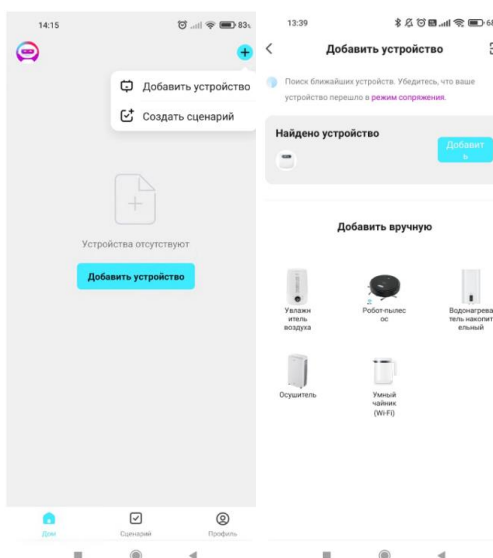 14:15
83
Добавить устройство
Создать сценарий
Устройства отсутствуют
Добавить устройство
Дом
Сценарий
Профиль
13:39
68
Добавить устройство
Поиск ближайших устройств. Убедитесь, что ваше
устройство перешло в режим сопряжения.
Найдено устройство
Добавит
ь
Добавить вручную
Увлажн
итель
воздуха
Робот-пылес
ос
Водонагрева
тель накопит
ельный
Осушитель
Умный
чайник
(Wi-Fi)